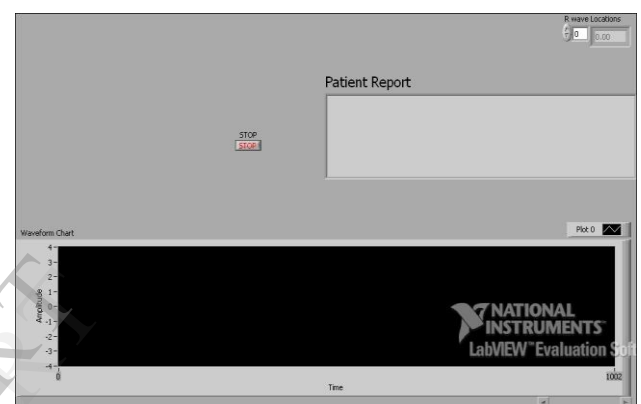 R wave Locations
0
0.00
Patient Report
STOP
STOP
Plot 0
Waveform Chart
4
3
2
1
0
-1
-2
-3
-4
Amplitude
NATIONAL
INSTRUMENTS
LabVIEW™ Evaluation Soft
0
1002
Time